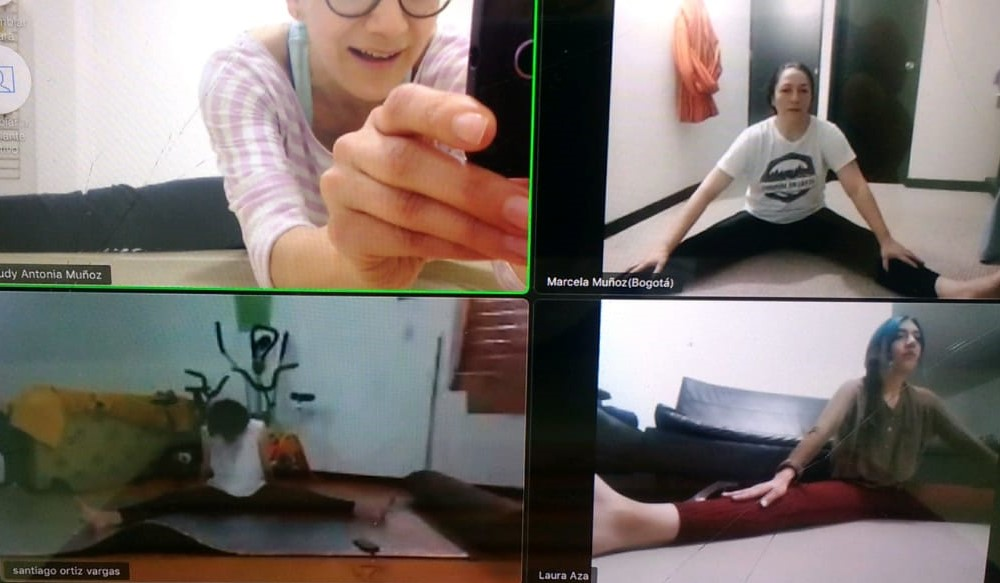 udy Antonia Muñoz
Marcela Muñoz(Bogotá)
santiago ortiz vargas
Laura Aza